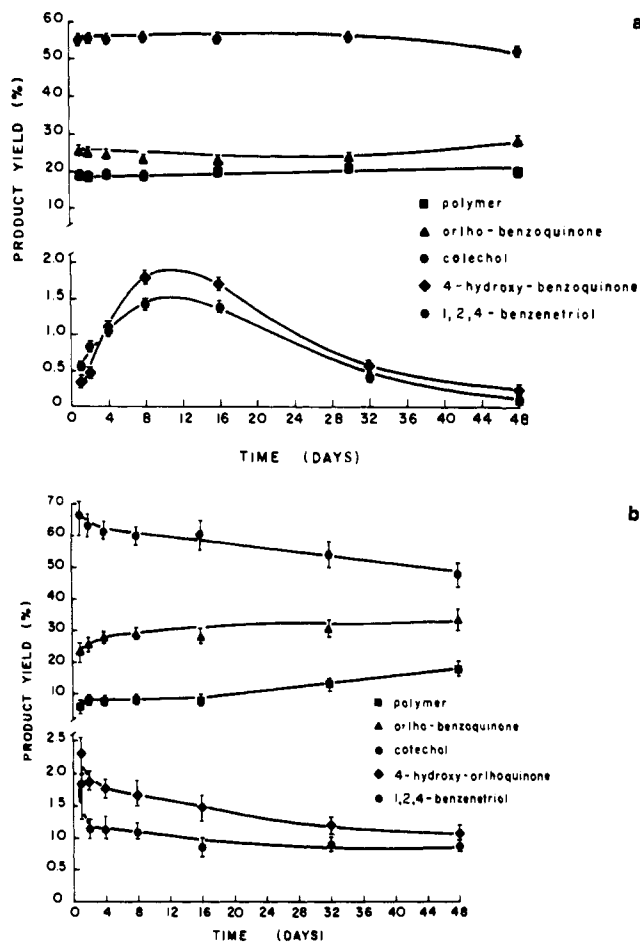 a
PRODUCT YIELD (%)
60
50
40
30
20
10
0
2.0
1.5
1.0
0.5
0
polymer
ortho-benzoquinone
catechol
4-hydroxy-benzoquinone
1,2,4-benzenetriol
0 4 8 12 16 20 24 28 32 36 40 44 48
TIME (DAYS)
b
PRODUCT YIELD (%)
70
60
50
40
30
20
10
0
2.5
2.0
1.5
1.0
0.5
0
polymer
ortho-benzoquinone
catechol
4-hydroxy-orthoquinone
1,2,4-benzenetriol
0 4 8 12 16 20 24 28 32 36 40 44 48
TIME (DAYS)